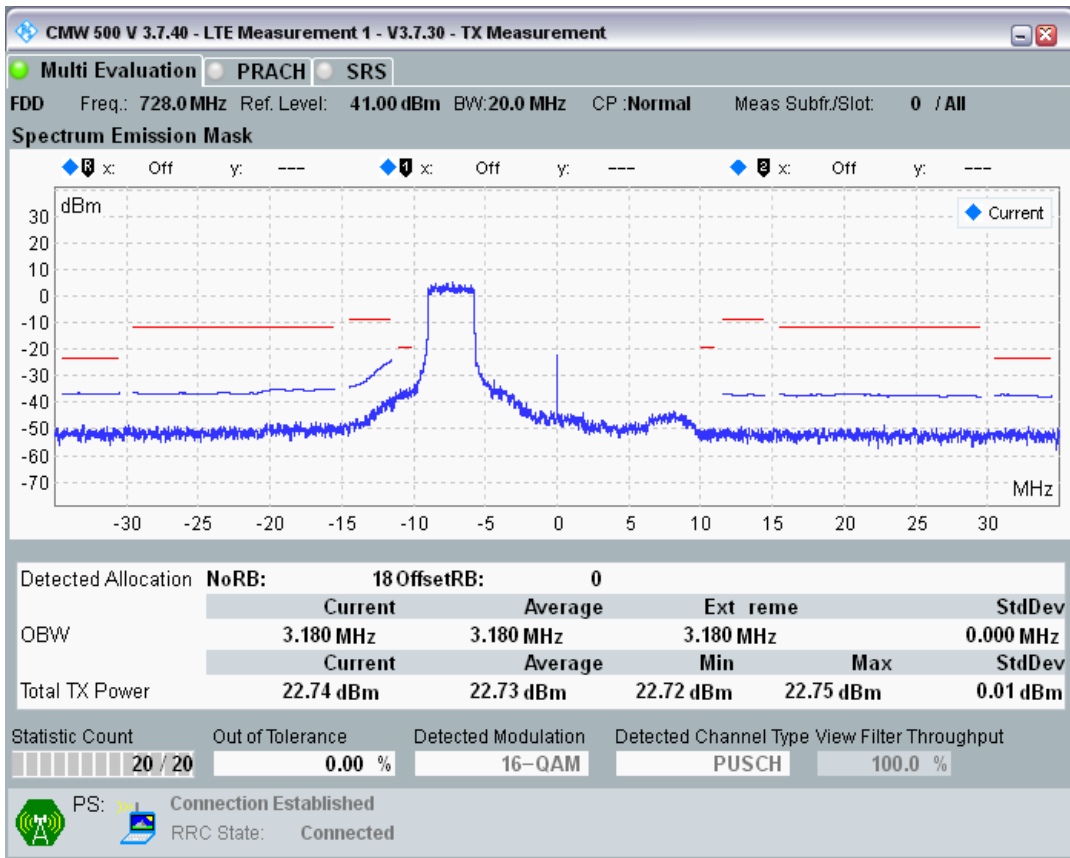 CMW 500 V 3.7.40 - LTE Measurement 1 - V3.7.30 - TX Measurement
Multi Evaluation PRACH SRS
FDD Freq.: 728.0 MHz Ref. Level: 41.00 dBm BW:20.0 MHz CP :Normal Meas Subfr./Slot: 0 / All
Spectrum Emission Mask
R x: Off y: --- 1 x: Off y: --- 2 x: Off y: ---
dBm
Current
30
20
10
0
-10
-20
-30
-40
-50
-60
-70
MHz
-30 -25 -20 -15 -10 -5 0 5 10 15 20 25 30
Detected Allocation NoRB: 18 OffsetRB: 0
Current Average Ext reme StdDev
OBW 3.180 MHz 3.180 MHz 3.180 MHz 0.000 MHz
Current Average Min Max StdDev
Total TX Power 22.74 dBm 22.73 dBm 22.72 dBm 22.75 dBm 0.01 dBm
Statistic Count Out of Tolerance Detected Modulation Detected Channel Type View Filter Throughput
20 / 20 0.00 % 16-QAM PUSCH 100.0 %
PS: Connection Established
RRC State: Connected